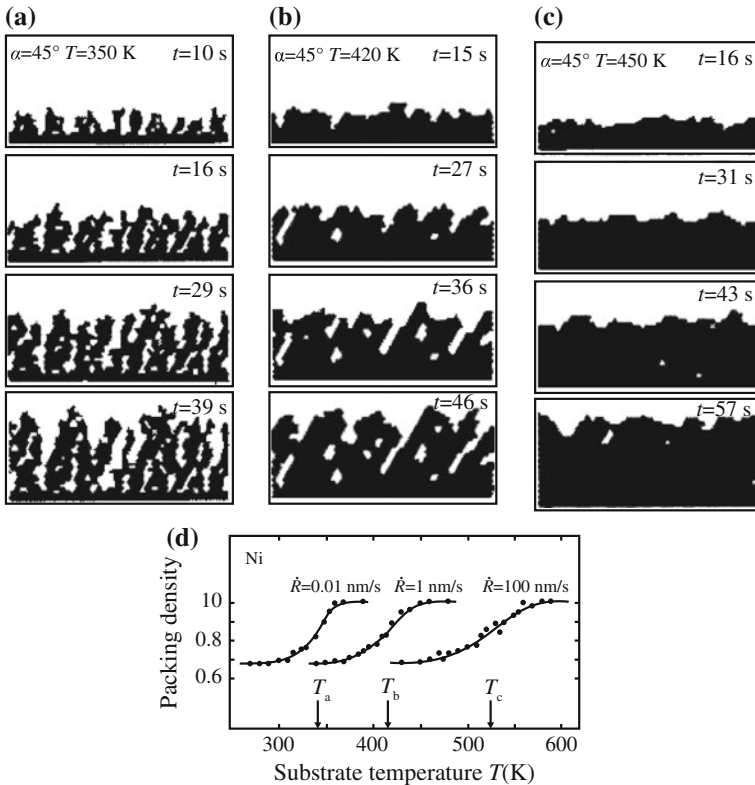 (a)
α=45° T=350 K
t=10 s
t=16 s
t=29 s
t=39 s
(b)
α=45° T=420 K
t=15 s
t=27 s
t=36 s
t=46 s
(c)
α=45° T=450 K
t=16 s
t=31 s
t=43 s
t=57 s
(d)
Ni
Ṙ=0.01 nm/s
Ṙ=1 nm/s
Ṙ=100 nm/s
Packing density
10
0.8
0.6
Tₐ
T_b
T_c
300
400
500
600
Substrate temperature T(K)